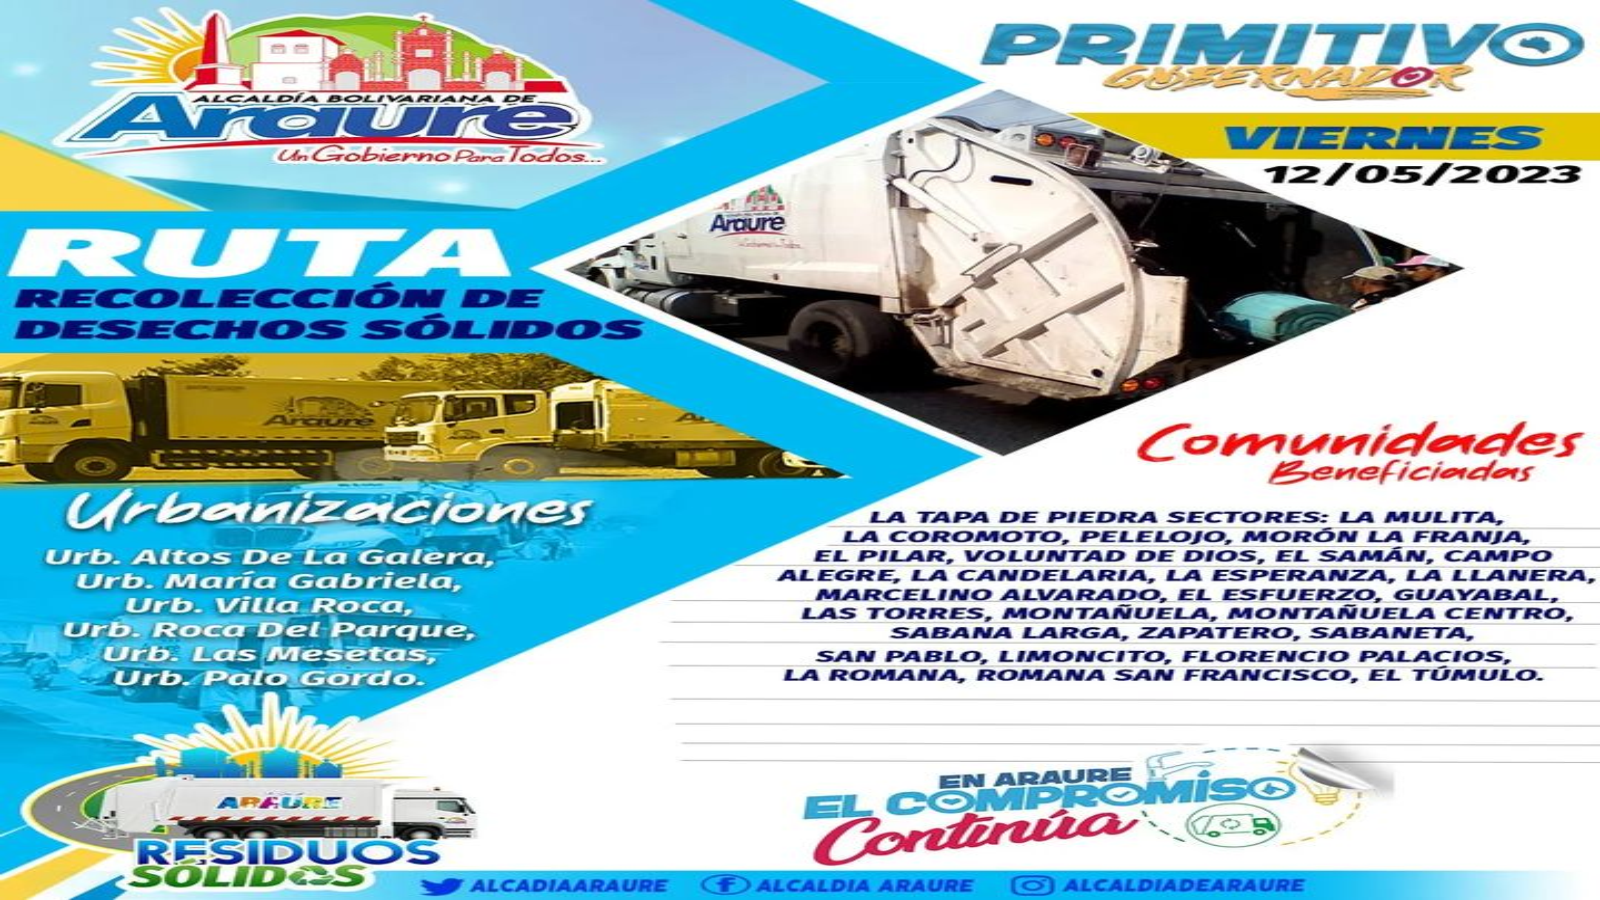 ALCALDÍA BOLIVARIANA DE
Araure
Un Gobierno Para Todos...
PRIMITIVO
GOBERNADOR
VIERNES
12/05/2023
RUTA
RECOLECCIÓN DE
DESECHOS SÓLIDOS
Araure
Araure
Urbanizaciones
Urb. Altos De La Galera,
Urb. María Gabriela,
Urb. Villa Roca,
Urb. Roca Del Parque,
Urb. Las Mesetas,
Urb. Palo Gordo.
Comunidades
Beneficiadas
LA TAPA DE PIEDRA SECTORES: LA MULITA,
LA COROMOTO, PELELOJO, MORÓN LA FRANJA,
EL PILAR, VOLUNTAD DE DIOS, EL SAMÁN, CAMPO
ALEGRE, LA CANDELARIA, LA ESPERANZA, LA LLANERA,
MARCELINO ALVARADO, EL ESFUERZO, GUAYABAL,
LAS TORRES, MONTAÑUELA, MONTAÑUELA CENTRO,
SABANA LARGA, ZAPATERO, SABANETA,
SAN PABLO, LIMONCITO, FLORENCIO PALACIOS,
LA ROMANA, ROMANA SAN FRANCISCO, EL TÚMULO.
ARAURE
RESIDUOS
SÓLIDOS
EN ARAURE
EL COMPROMISO
Continúa
ALCADIAARAURE
ALCALDIA ARAURE
ALCALDIADEARAURE